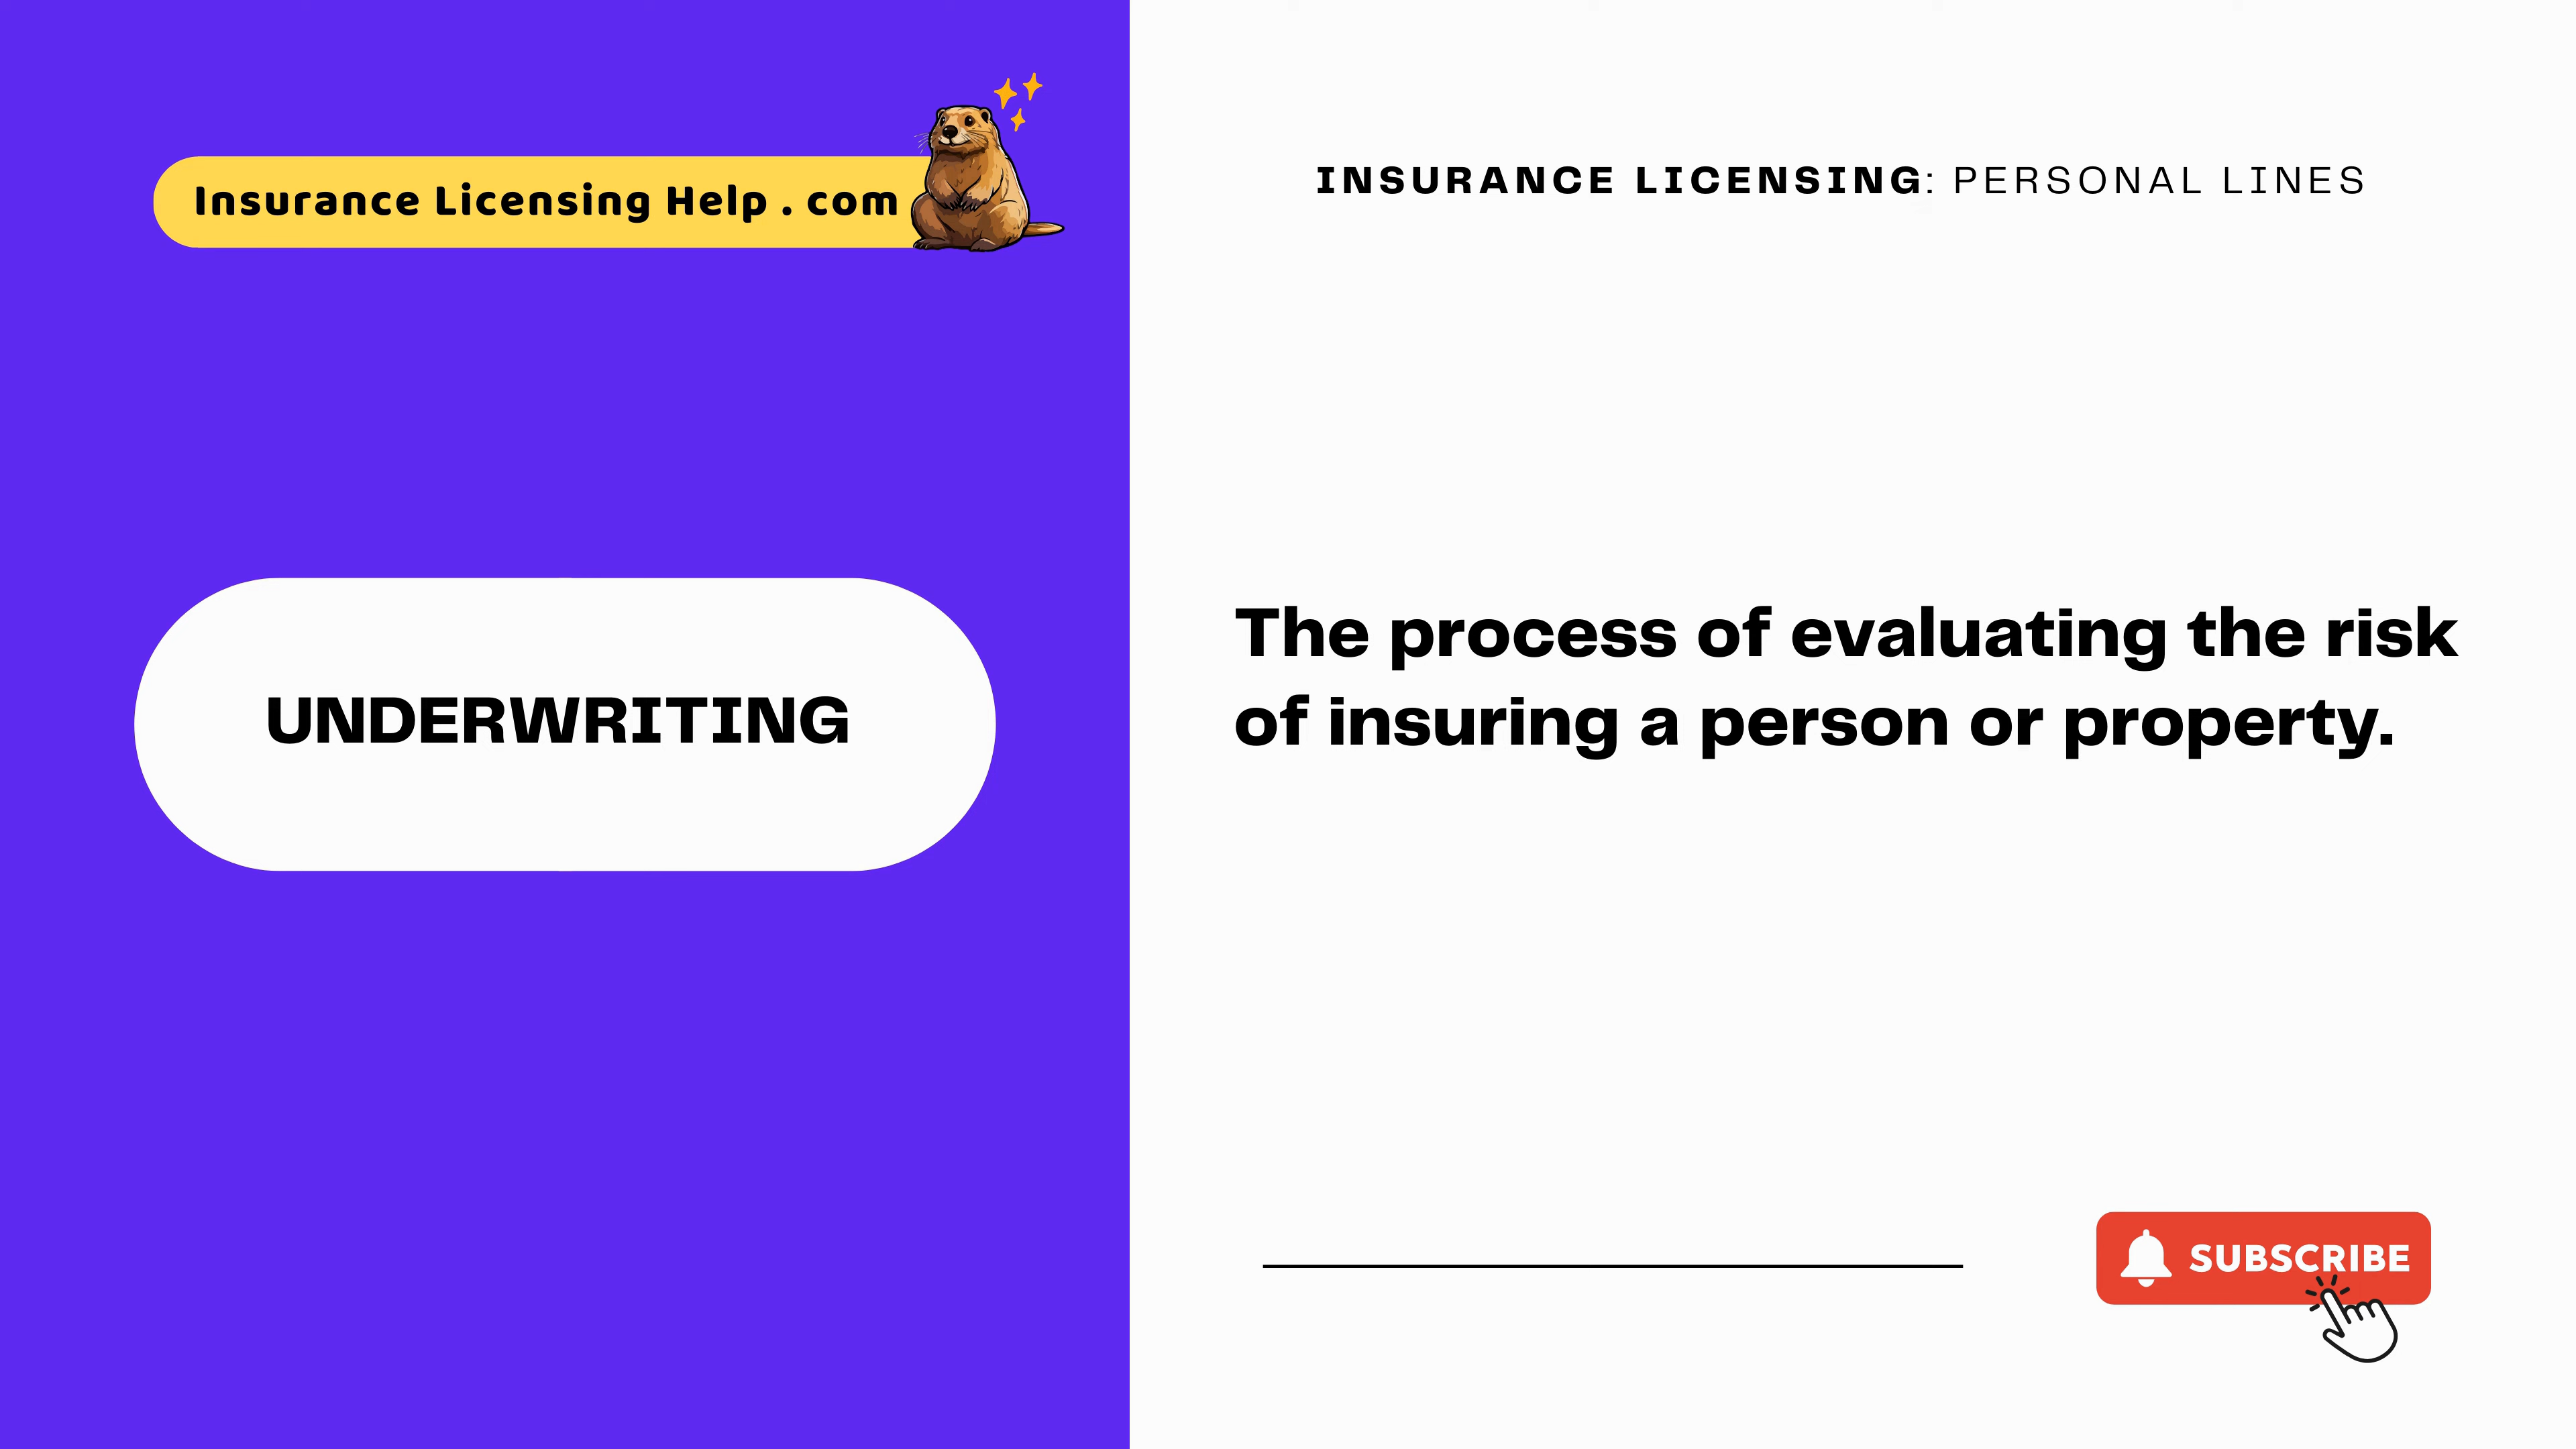 Insurance Licensing Help . com
INSURANCE LICENSING: PERSONAL LINES
UNDERWRITING
The process of evaluating the risk
of insuring a person or property.
SUBSCRIBE